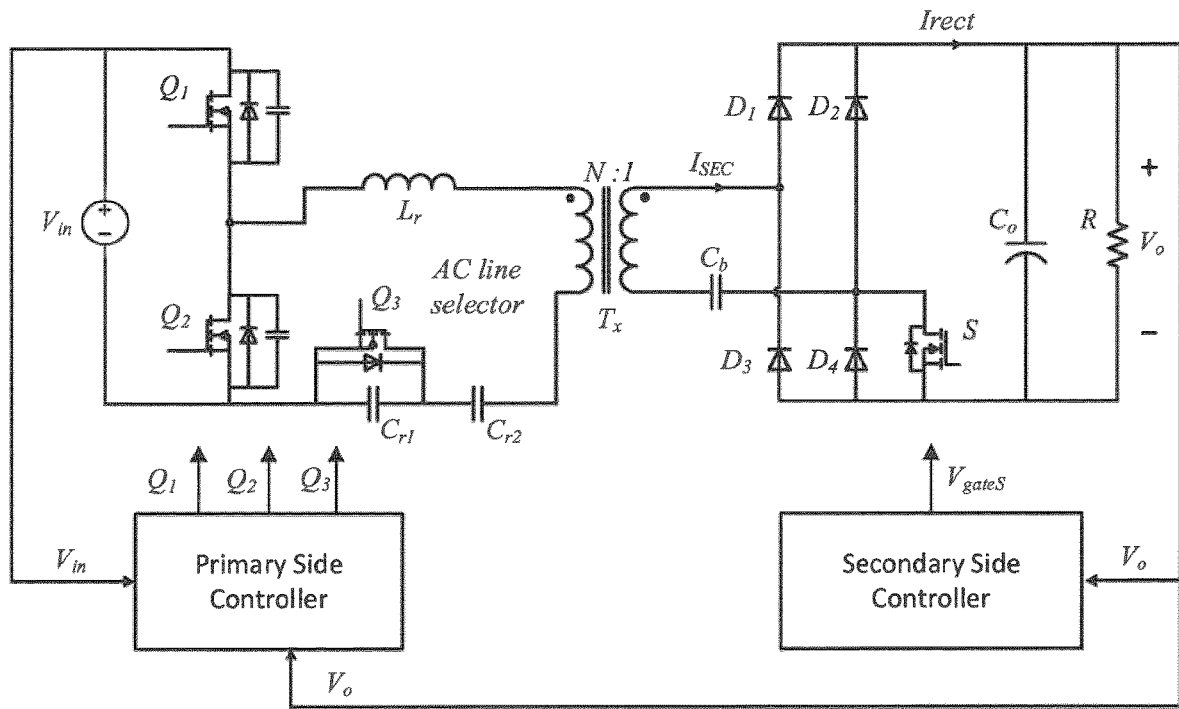 Irect
Q1
D1
D2
N :1
ISEC
+
Lr
Vin
+
−
Co
R
Vo
AC line
selector
Cb
Q3
Q2
Tx
S
−
D3
D4
Cr1
Cr2
Q1
Q2
Q3
VgateS
Vin
Primary Side
Controller
Secondary Side
Controller
Vo
Vo